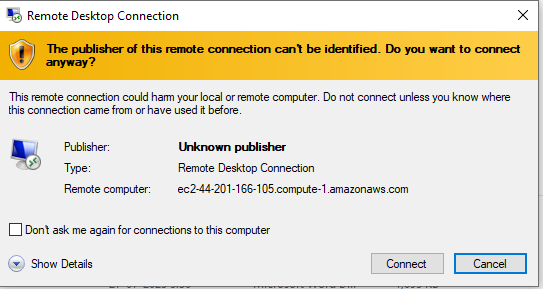 Remote Desktop Connection
The publisher of this remote connection can't be identified. Do you want to connect
anyway?
This remote connection could harm your local or remote computer. Do not connect unless you know where
this connection came from or have used it before.
Publisher: Unknown publisher
Type: Remote Desktop Connection
Remote computer: ec2-44-201-166-105.compute-1.amazonaws.com
Don't ask me again for connections to this computer
Show Details Connect Cancel